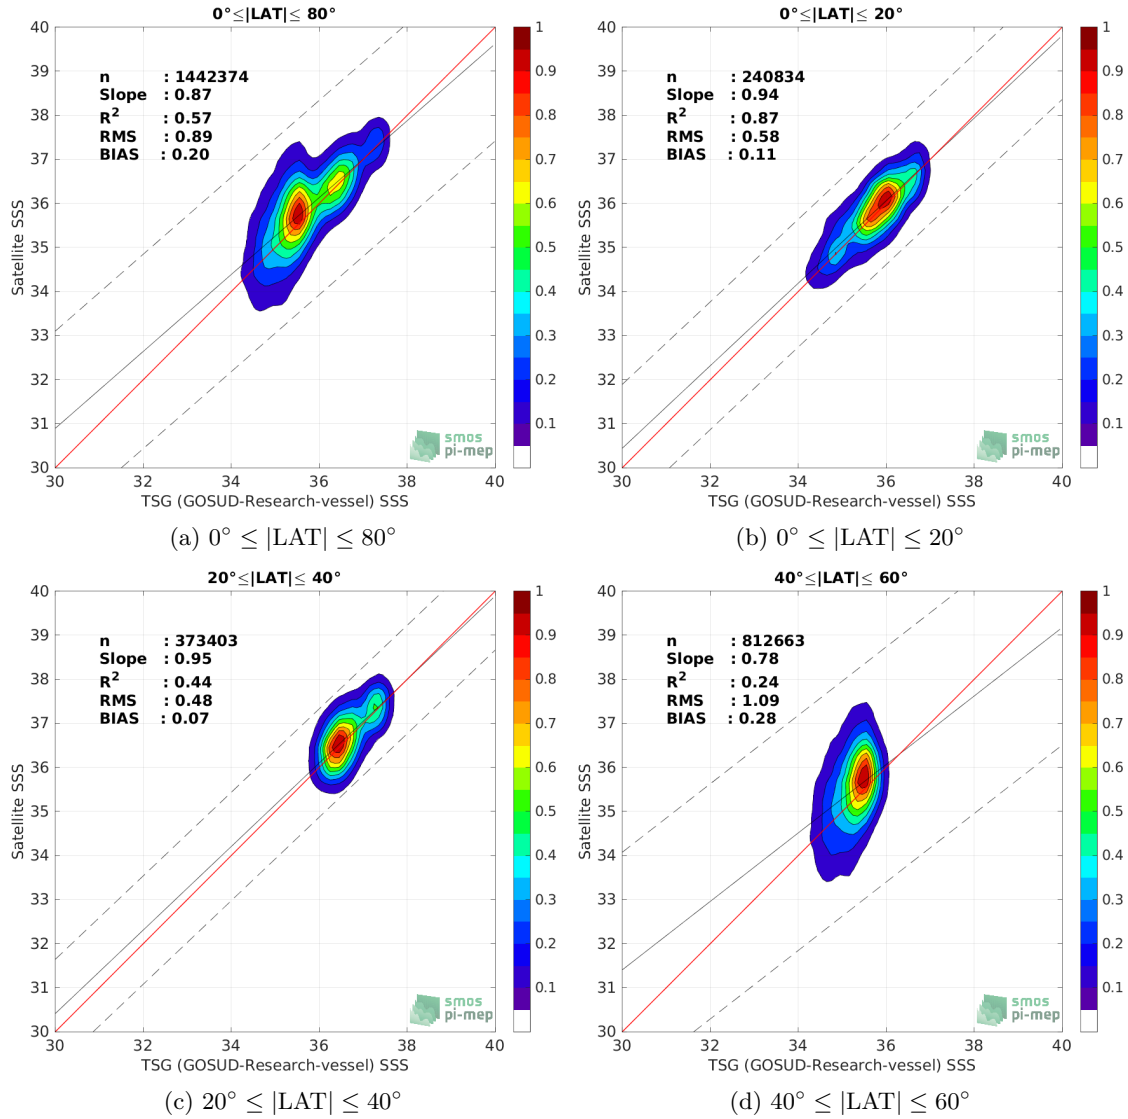 0°≤|LAT|≤ 80°
40
39
38
37
36
35
34
33
32
31
30
Satellite SSS
n : 1442374
Slope : 0.87
R² : 0.57
RMS : 0.89
BIAS : 0.20
smos
pi-mep
30 32 34 36 38 40
TSG (GOSUD-Research-vessel) SSS
1
0.9
0.8
0.7
0.6
0.5
0.4
0.3
0.2
0.1
(a) 0° ≤ |LAT| ≤ 80°
0°≤|LAT|≤ 20°
40
39
38
37
36
35
34
33
32
31
30
Satellite SSS
n : 240834
Slope : 0.94
R² : 0.87
RMS : 0.58
BIAS : 0.11
smos
pi-mep
30 32 34 36 38 40
TSG (GOSUD-Research-vessel) SSS
1
0.9
0.8
0.7
0.6
0.5
0.4
0.3
0.2
0.1
(b) 0° ≤ |LAT| ≤ 20°
20°≤|LAT|≤ 40°
40
39
38
37
36
35
34
33
32
31
30
Satellite SSS
n : 373403
Slope : 0.95
R² : 0.44
RMS : 0.48
BIAS : 0.07
smos
pi-mep
30 32 34 36 38 40
TSG (GOSUD-Research-vessel) SSS
1
0.9
0.8
0.7
0.6
0.5
0.4
0.3
0.2
0.1
(c) 20° ≤ |LAT| ≤ 40°
40°≤|LAT|≤ 60°
40
39
38
37
36
35
34
33
32
31
30
Satellite SSS
n : 812663
Slope : 0.78
R² : 0.24
RMS : 1.09
BIAS : 0.28
smos
pi-mep
30 32 34 36 38 40
TSG (GOSUD-Research-vessel) SSS
1
0.9
0.8
0.7
0.6
0.5
0.4
0.3
0.2
0.1
(d) 40° ≤ |LAT| ≤ 60°